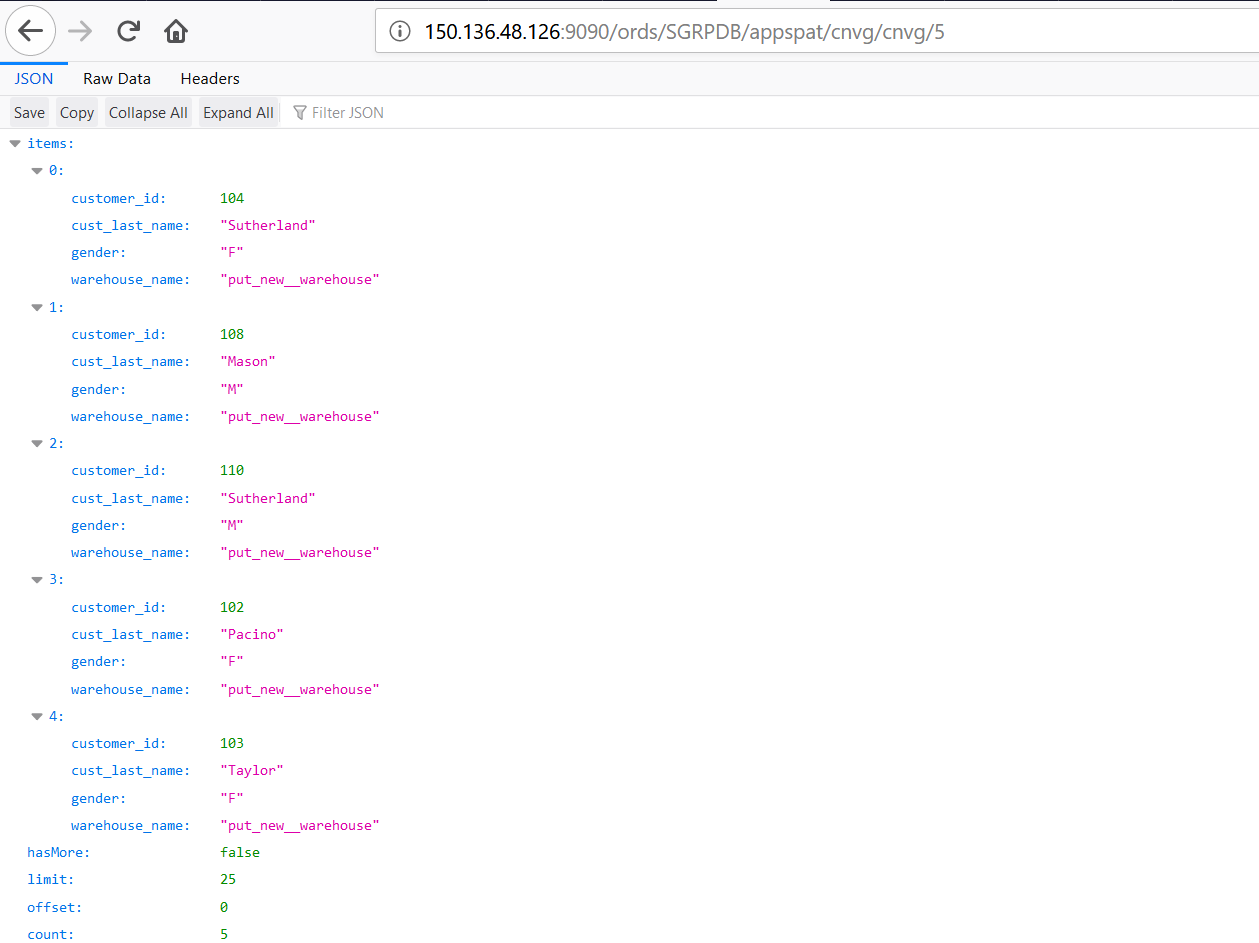 150.136.48.126:9090/ords/SGRPDB/appspat/cnvg/cnvg/5
JSON Raw Data Headers
Save Copy Collapse All Expand All Filter JSON
items:
0:
customer_id: 104
cust_last_name: "Sutherland"
gender: "F"
warehouse_name: "put_new__warehouse"
1:
customer_id: 108
cust_last_name: "Mason"
gender: "M"
warehouse_name: "put_new__warehouse"
2:
customer_id: 110
cust_last_name: "Sutherland"
gender: "M"
warehouse_name: "put_new__warehouse"
3:
customer_id: 102
cust_last_name: "Pacino"
gender: "F"
warehouse_name: "put_new__warehouse"
4:
customer_id: 103
cust_last_name: "Taylor"
gender: "F"
warehouse_name: "put_new__warehouse"
hasMore: false
limit: 25
offset: 0
count: 5